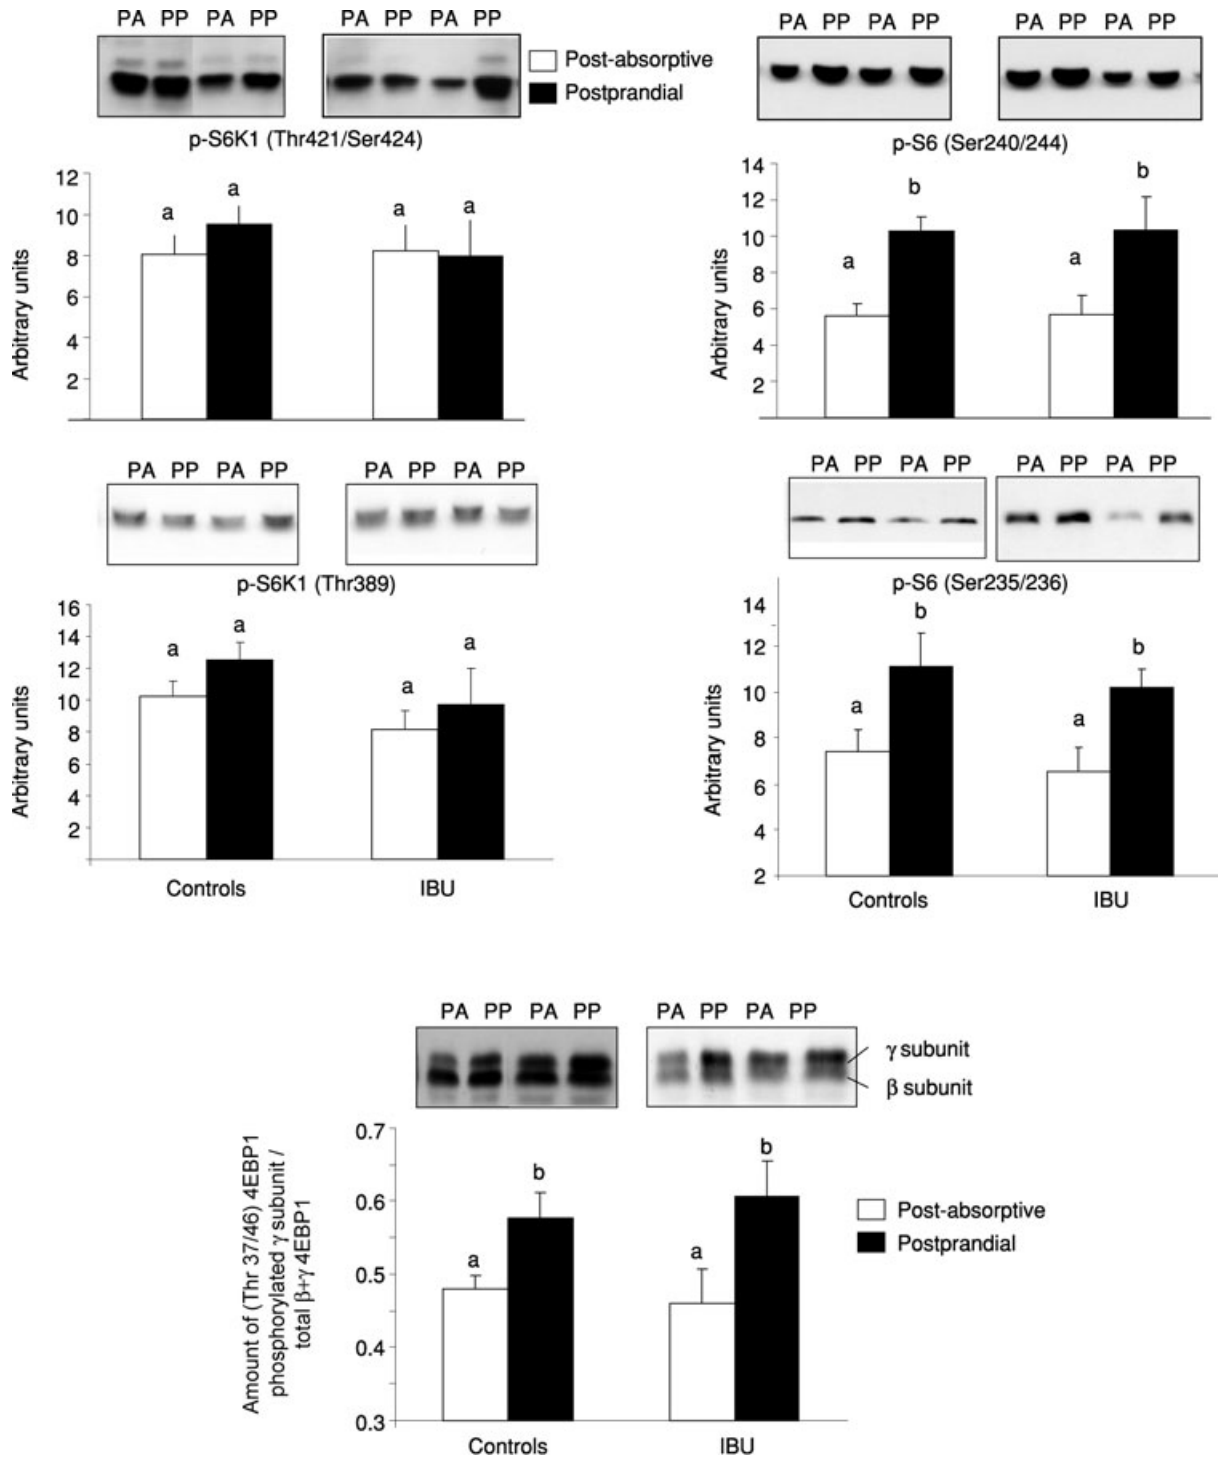 PA PP PA PP
PA PP PA PP
Post-absorptive
Postprandial
p-S6K1 (Thr421/Ser424)
Arbitrary units
12
10
8
6
4
2
a
a
a
a
PA PP PA PP
PA PP PA PP
p-S6 (Ser240/244)
Arbitrary units
14
12
10
8
6
4
2
a
b
a
b
PA PP PA PP
PA PP PA PP
p-S6K1 (Thr389)
Arbitrary units
16
14
12
10
8
6
4
2
a
a
a
a
Controls
IBU
PA PP PA PP
PA PP PA PP
p-S6 (Ser235/236)
Arbitrary units
14
12
10
8
6
4
2
a
b
a
b
Controls
IBU
PA PP PA PP
PA PP PA PP
γ subunit
β subunit
Amount of (Thr 37/46) 4EBP1
phosphorylated γ subunit /
total β+γ 4EBP1
0.7
0.6
0.5
0.4
0.3
a
b
a
b
Post-absorptive
Postprandial
Controls
IBU